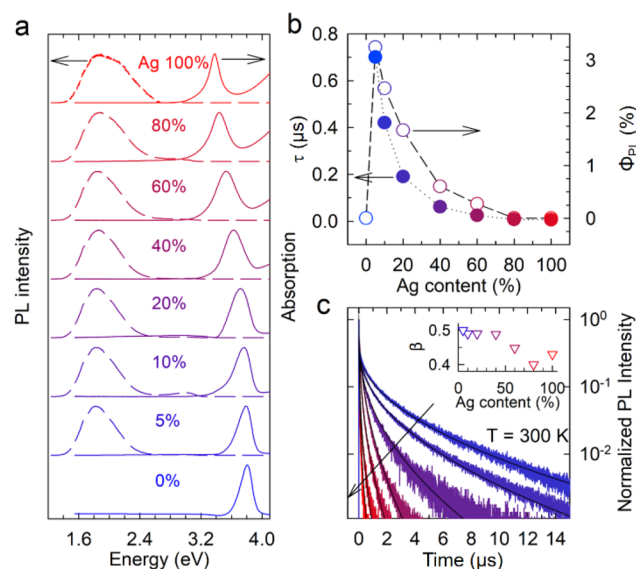 a
PL intensity
Ag 100%
80%
60%
40%
20%
10%
5%
0%
1.2 1.6 2.4 3.2 4.0
Energy (eV)
Absorption
b
0.8
0.6
0.4
0.2
0.0
τ (μs)
3
2
1
0
Φ_PL (%)
0 20 40 60 80 100
Ag content (%)
c
0.5
0.4
β
0 50 100
Ag content (%)
T = 300 K
10⁰
10⁻¹
10⁻²
Normalized PL Intensity
0 2 4 6 8 10 12 14
Time (μs)